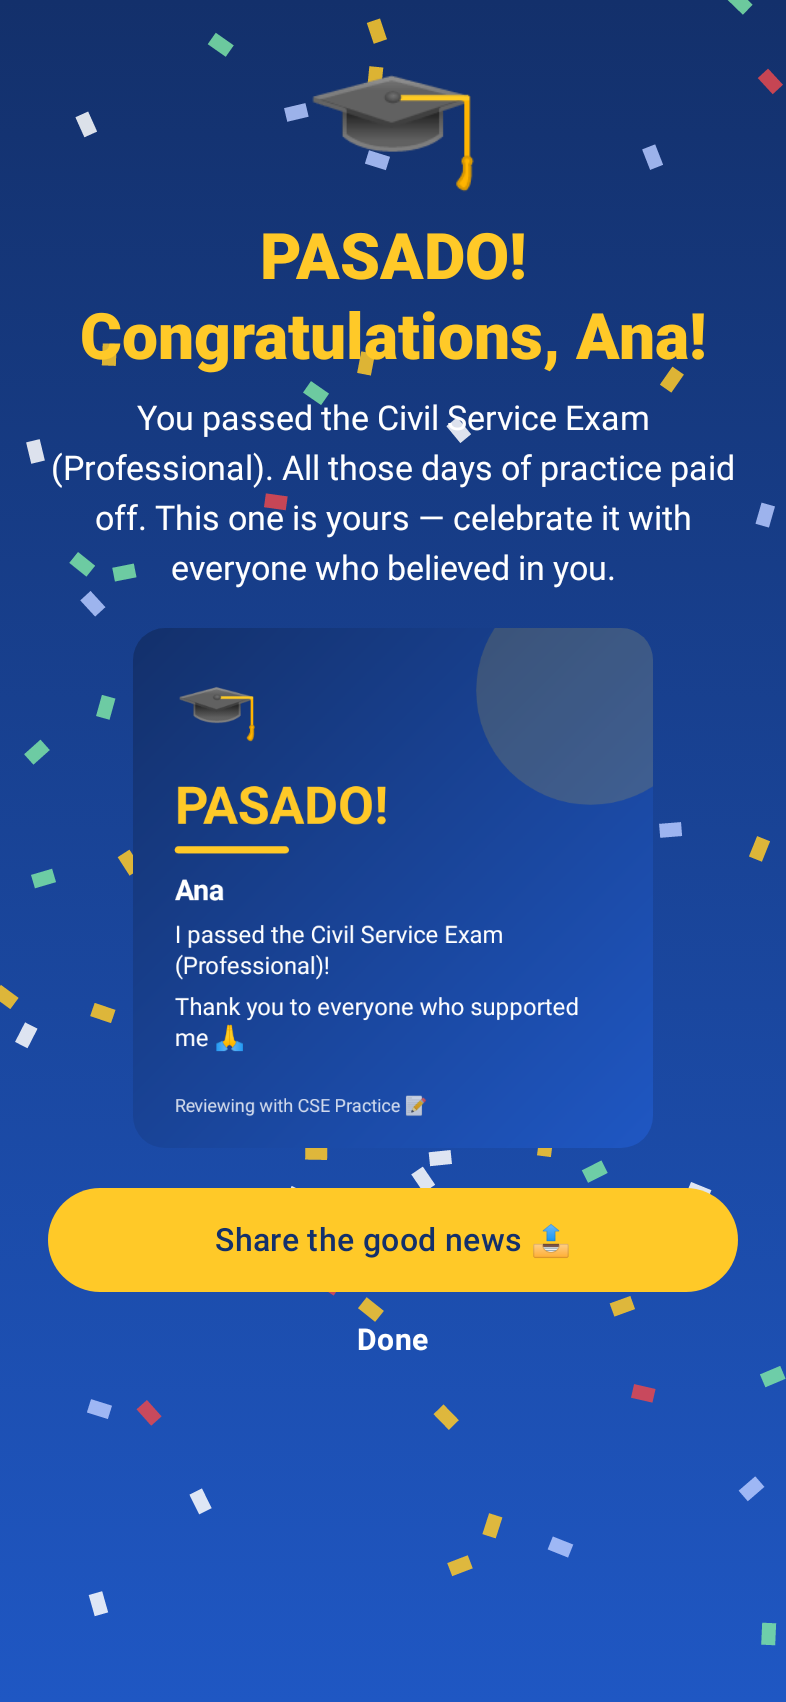 PASADO!
Congratulations, Ana!
You passed the Civil Service Exam
(Professional). All those days of practice paid
off. This one is yours — celebrate it with
everyone who believed in you.
PASADO!
Ana
I passed the Civil Service Exam
(Professional)!
Thank you to everyone who supported
me 🙏
Reviewing with CSE Practice 📝
Share the good news 📤
Done